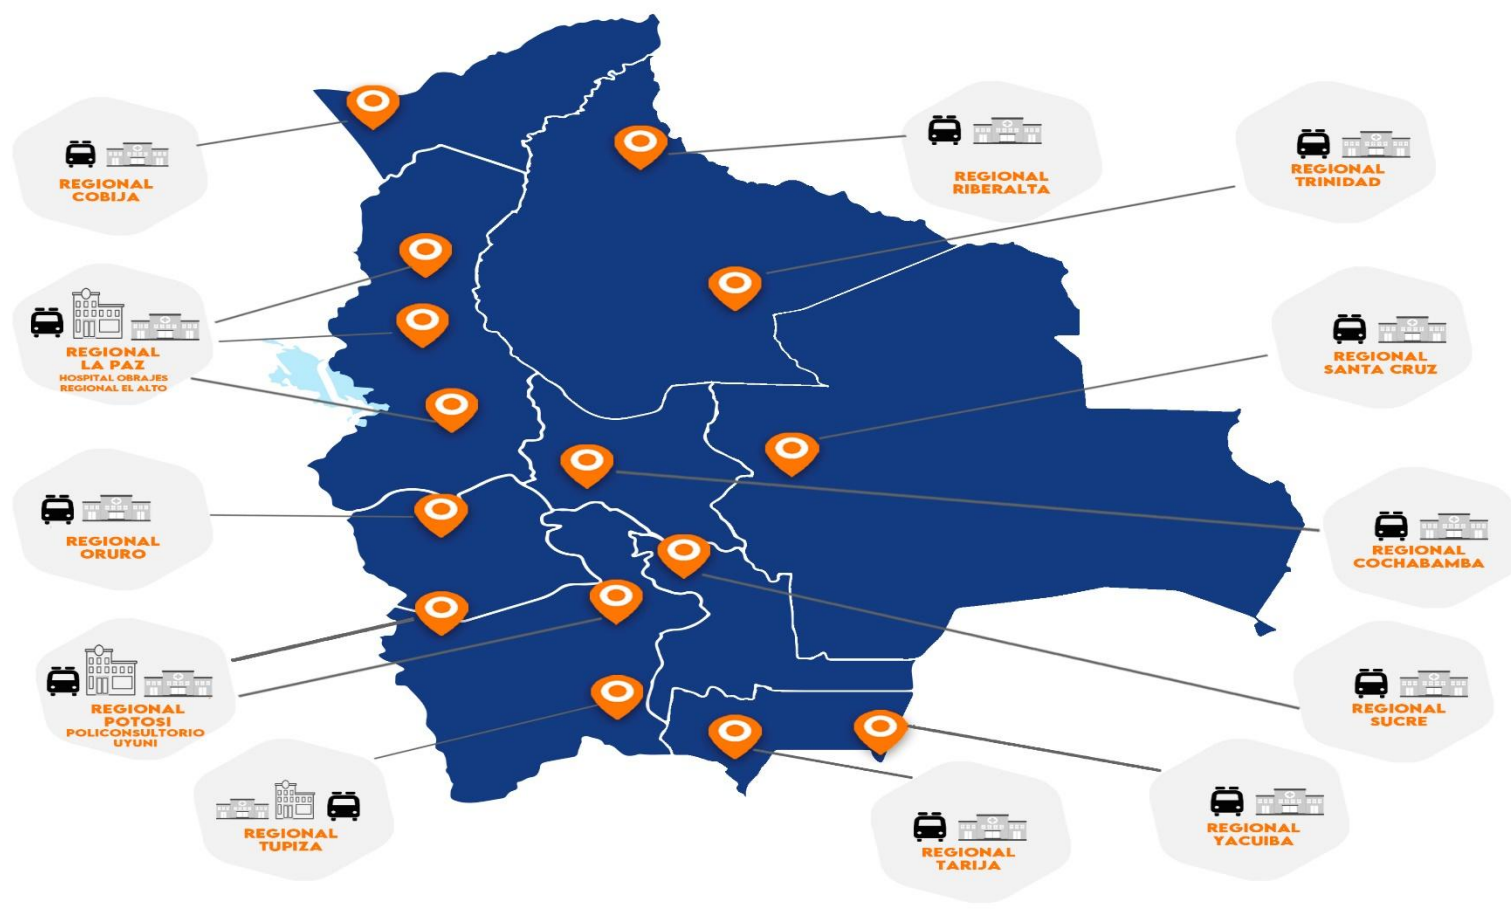 REGIONAL
COBIJA
REGIONAL
RIBERALTA
REGIONAL
TRINIDAD
REGIONAL
LA PAZ
HOSPITAL OBRAJES
REGIONAL EL ALTO
REGIONAL
SANTA CRUZ
REGIONAL
ORURO
REGIONAL
COCHABAMBA
REGIONAL
POTOSI
POLICONSULTORIO
UYUNI
REGIONAL
SUCRE
REGIONAL
TUPIZA
REGIONAL
TARIJA
REGIONAL
YACUIBA